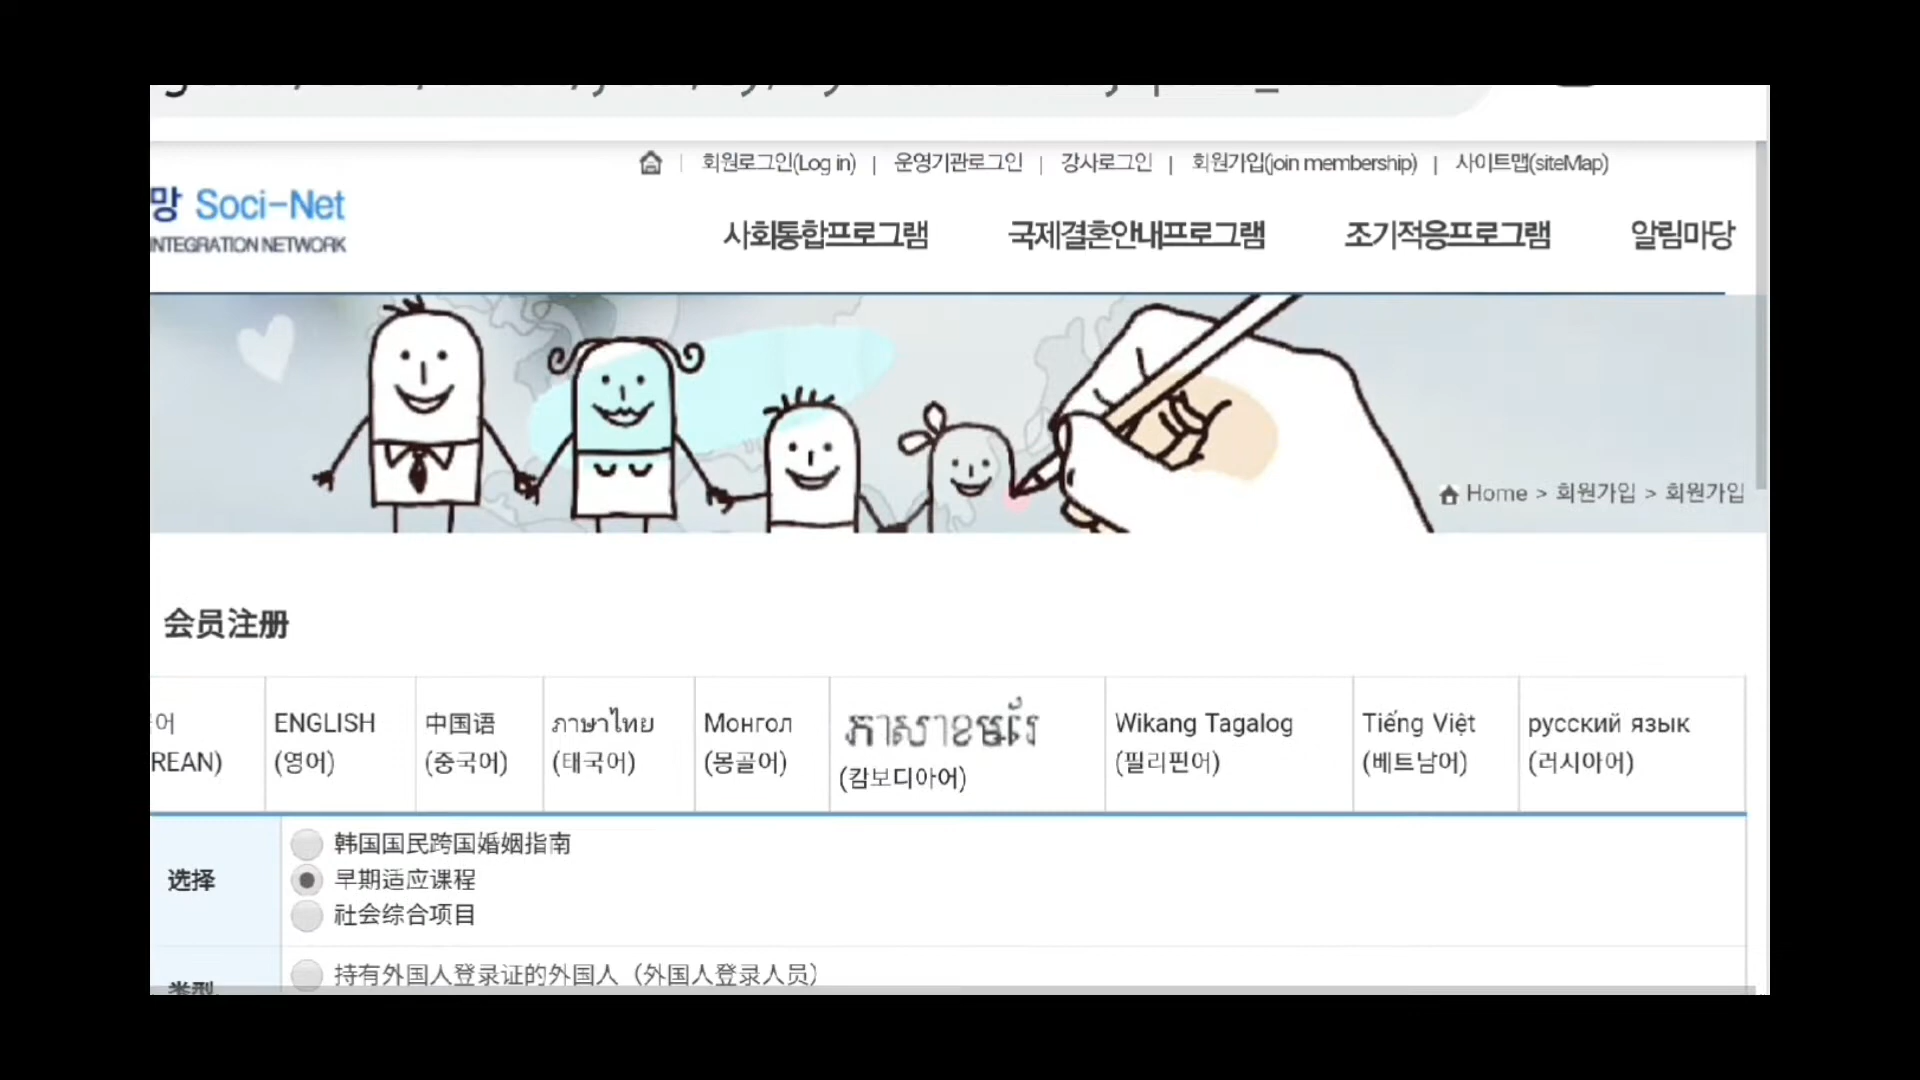 회원로그인(Log in) | 운영기관로그인 | 강사로그인 | 회원가입(join membership) | 사이트맵(siteMap)
망 Soci-Net
INTEGRATION NETWORK
사회통합프로그램 국제결혼안내프로그램 조기적응프로그램 알림마당
Home > 회원가입 > 회원가입
会员注册
어
REAN)
ENGLISH
(영어)
中国语
(중국어)
ภาษาไทย
(태국어)
Монгол
(몽골어)
ភាសាខមរែ
(캄보디아어)
Wikang Tagalog
(필리핀어)
Tiếng Việt
(베트남어)
русский язык
(러시아어)
选择
韩国国民跨国婚姻指南
早期适应课程
社会综合项目
类型
持有外国人登录证的外国人（外国人登录人员）